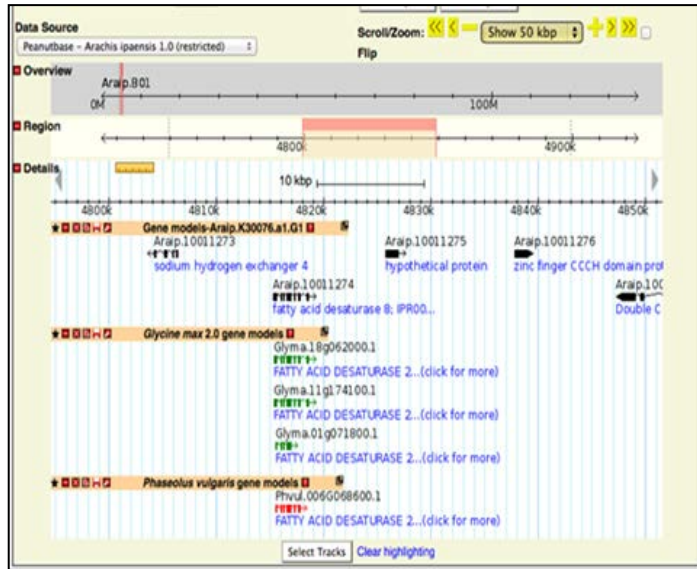 Data Source
Peanutbase - Arachis ipaensis 1.0 (restricted)
Scroll/Zoom: Show 50 kbp
Flip
Overview
Araip.B01
0M 100M
Region
4800k 4900k
Details
10 kbp
4800k 4810k 4820k 4830k 4840k 4850k
Gene models-Araip.K30076.a1.G1
Araip.10011273 Araip.10011275 Araip.10011276
sodium hydrogen exchanger 4 hypothetical protein zinc finger CCCH domain prot
Araip.10011274 Araip.100
fatty acid desaturase 8; IPR00... Double C
Glycine max 2.0 gene models
Glyma.18g062000.1
FATTY ACID DESATURASE 2...(click for more)
Glyma.11g174100.1
FATTY ACID DESATURASE 2...(click for more)
Glyma.01g071800.1
FATTY ACID DESATURASE 2...(click for more)
Phaseolus vulgaris gene models
Phvul.006G068600.1
FATTY ACID DESATURASE 2...(click for more)
Select Tracks Clear highlighting